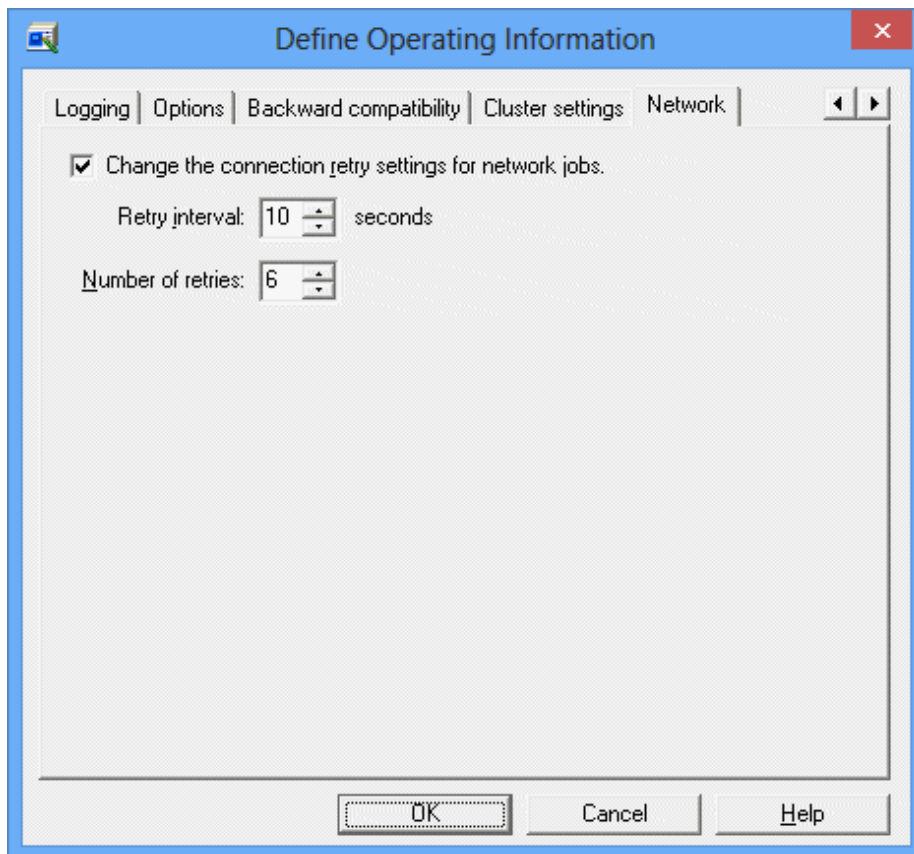 Define Operating Information
Logging Options Backward compatibility Cluster settings Network
Change the connection retry settings for network jobs.
Retry interval: 10 seconds
Number of retries: 6
OK Cancel Help